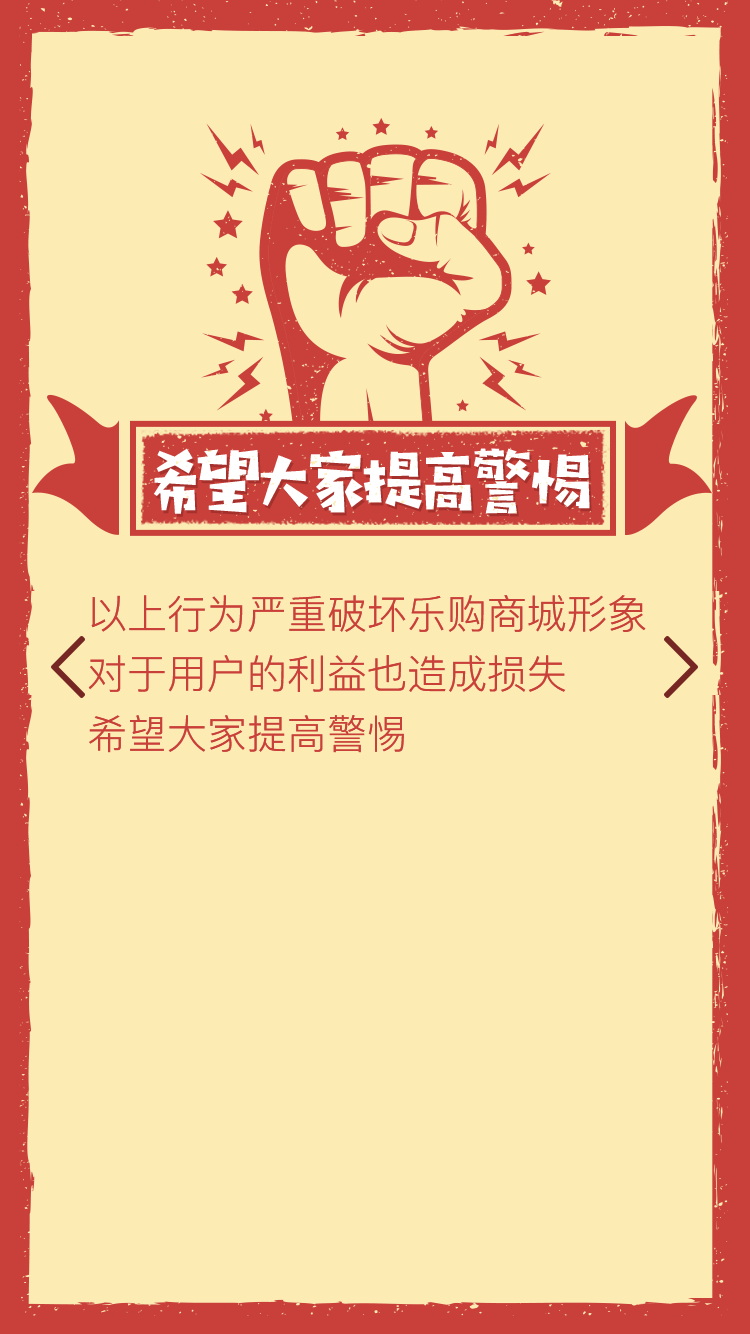 希望大家提高警惕
以上行为严重破坏乐购商城形象
对于用户的利益也造成损失
希望大家提高警惕